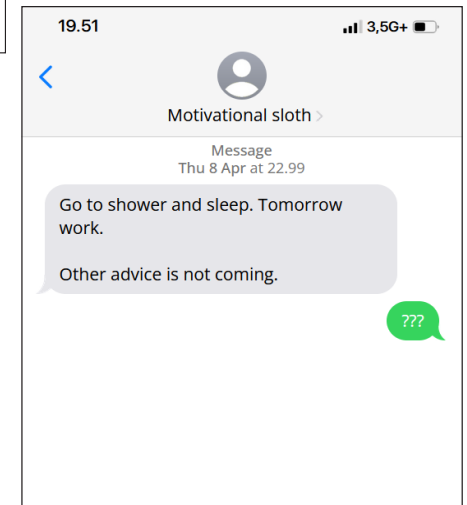 19.51 3,5G+
Motivational sloth
Message
Thu 8 Apr at 22.99
Go to shower and sleep. Tomorrow
work.
Other advice is not coming.
???